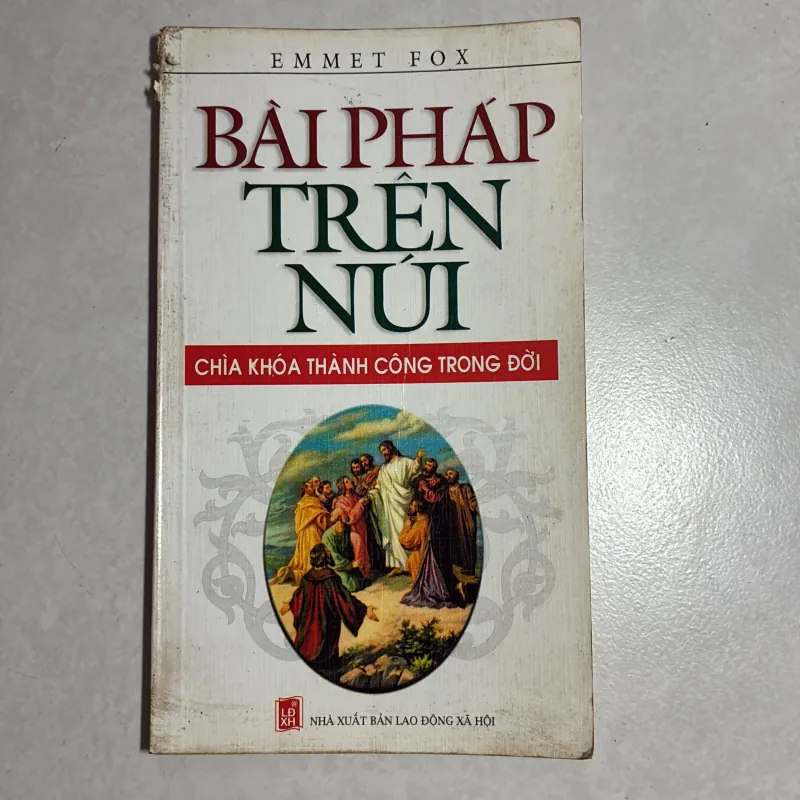 EMMET FOX
BÀI PHÁP
TRÊN
NÚI
CHÌA KHÓA THÀNH CÔNG TRONG ĐỜI
LĐ
XH
NHÀ XUẤT BẢN LAO ĐỘNG XÃ HỘI